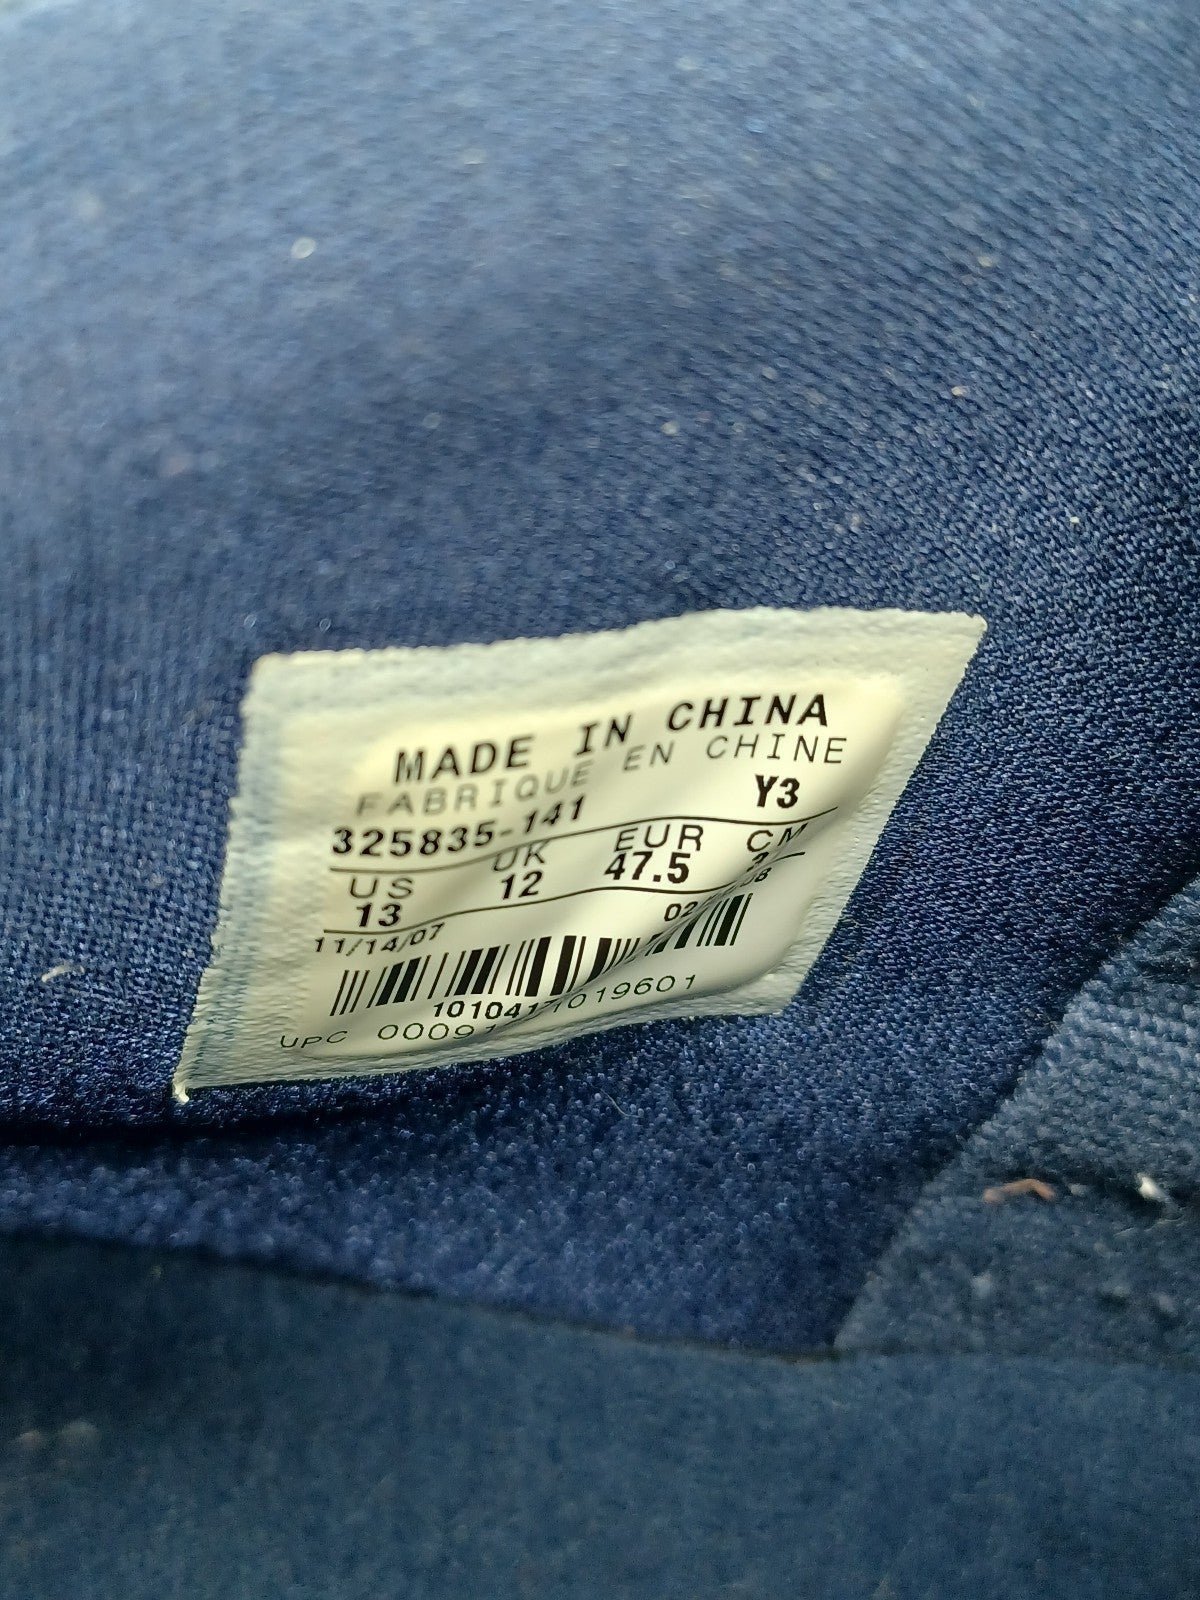 MADE IN CHINA
FABRIQUE EN CHINE
325835-141 Y3
US UK EUR CM
13 12 47.5
11/14/07
UPC